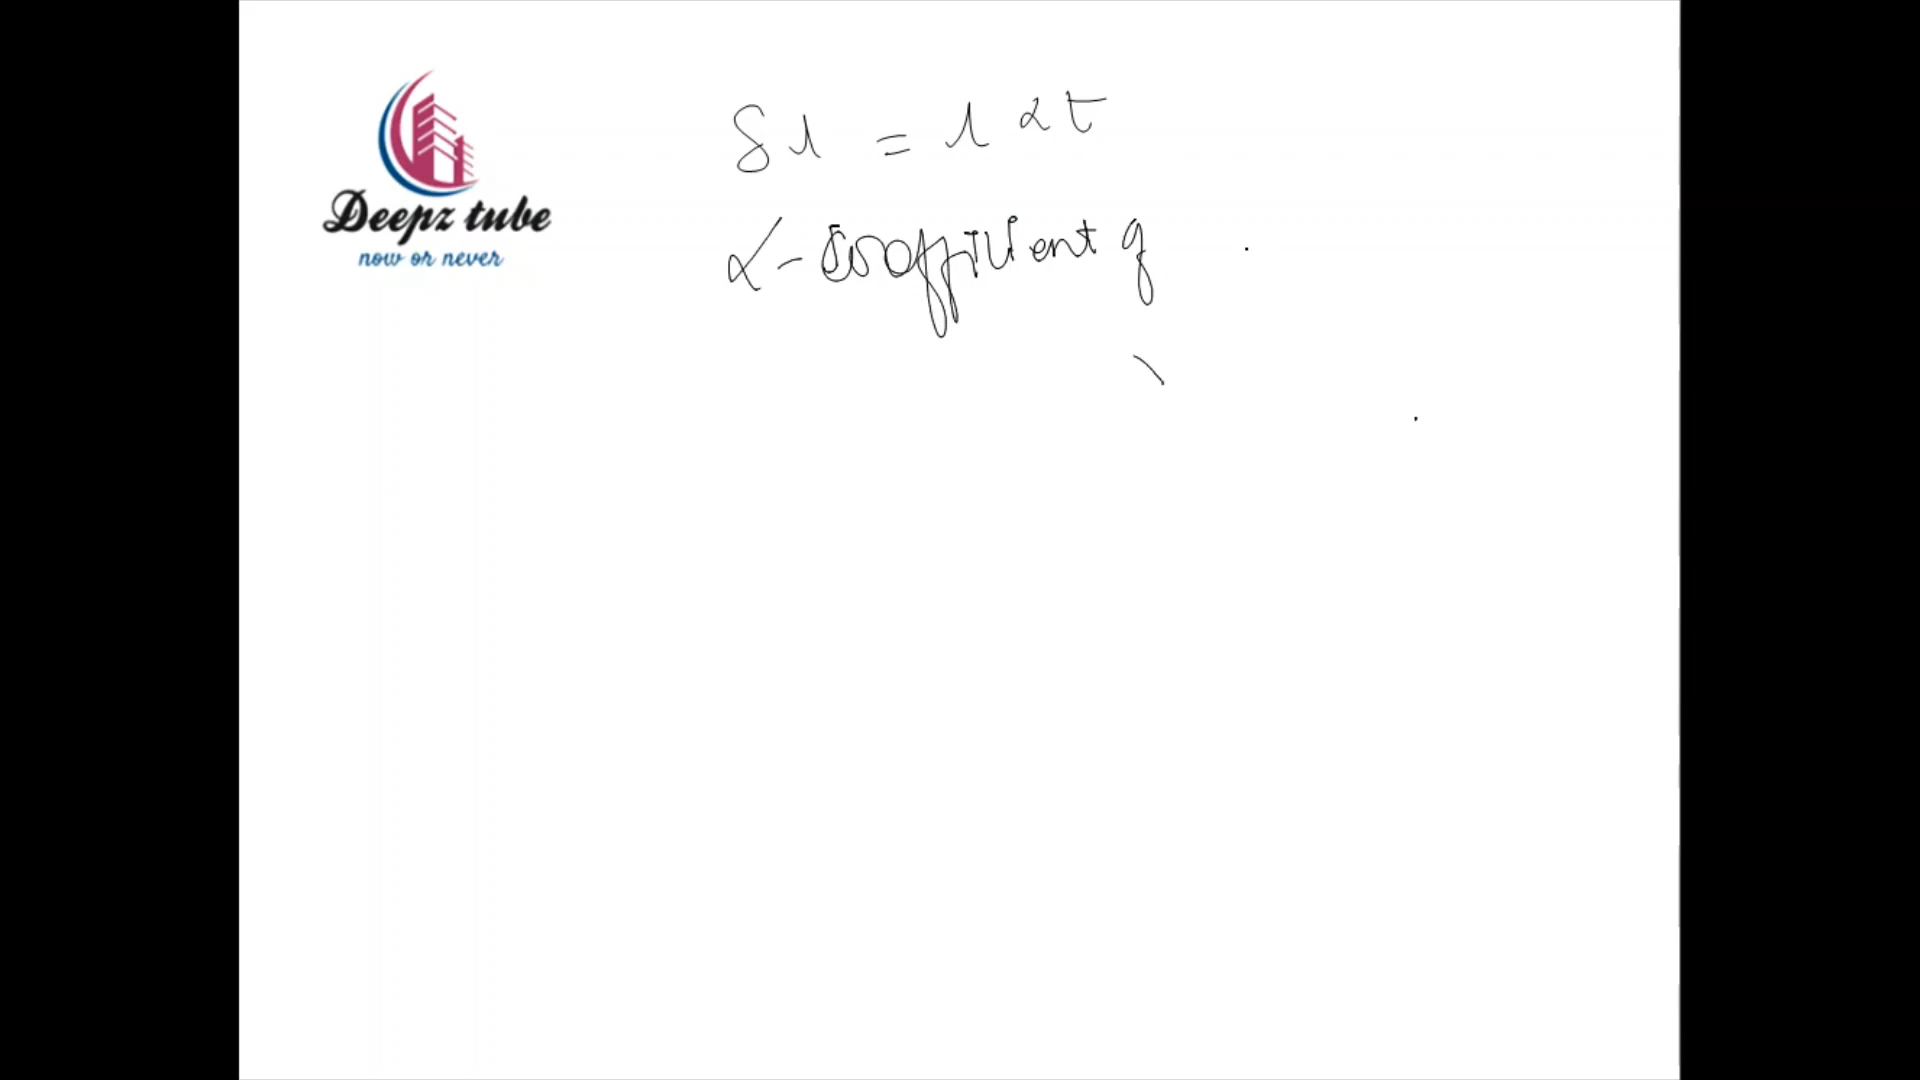 Deepz tube
now or never
δl = l α t
α - coefficient of